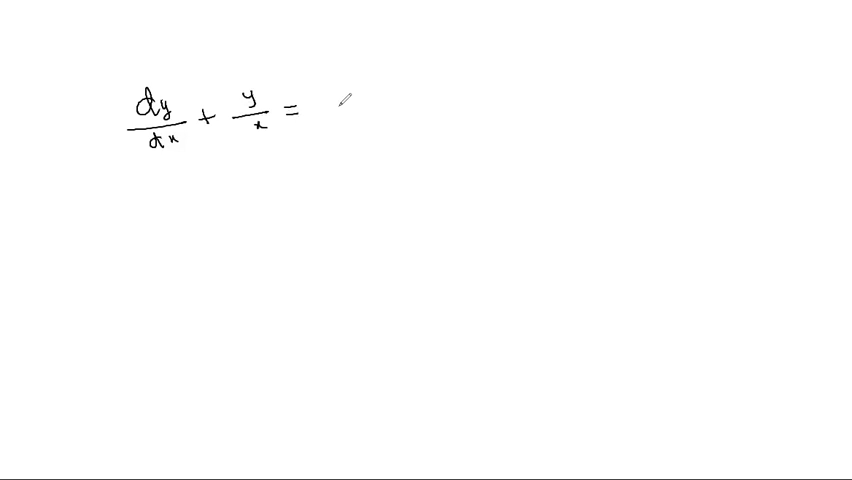 dy/dx + y/x =